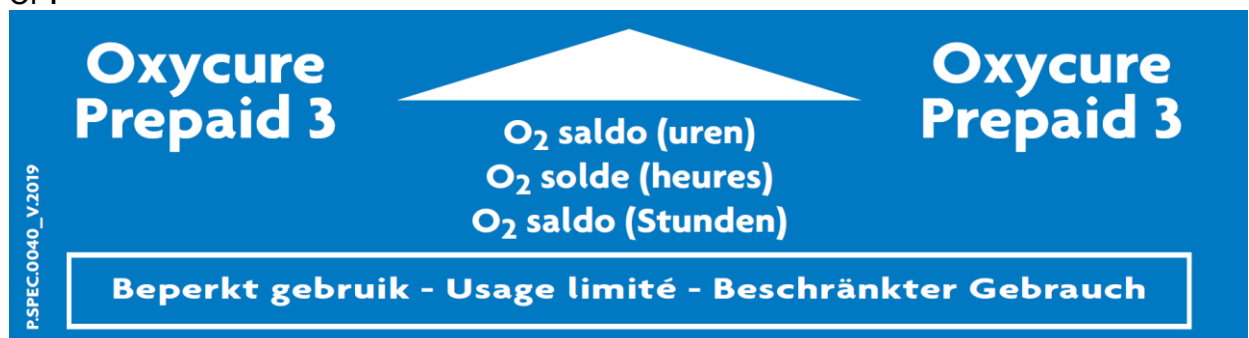 Oxycure
Prepaid 3
O₂ saldo (uren)
O₂ solde (heures)
O₂ saldo (Stunden)
Oxycure
Prepaid 3
P.SPEC.0040_V.2019
Beperkt gebruik - Usage limité - Beschränkter Gebrauch